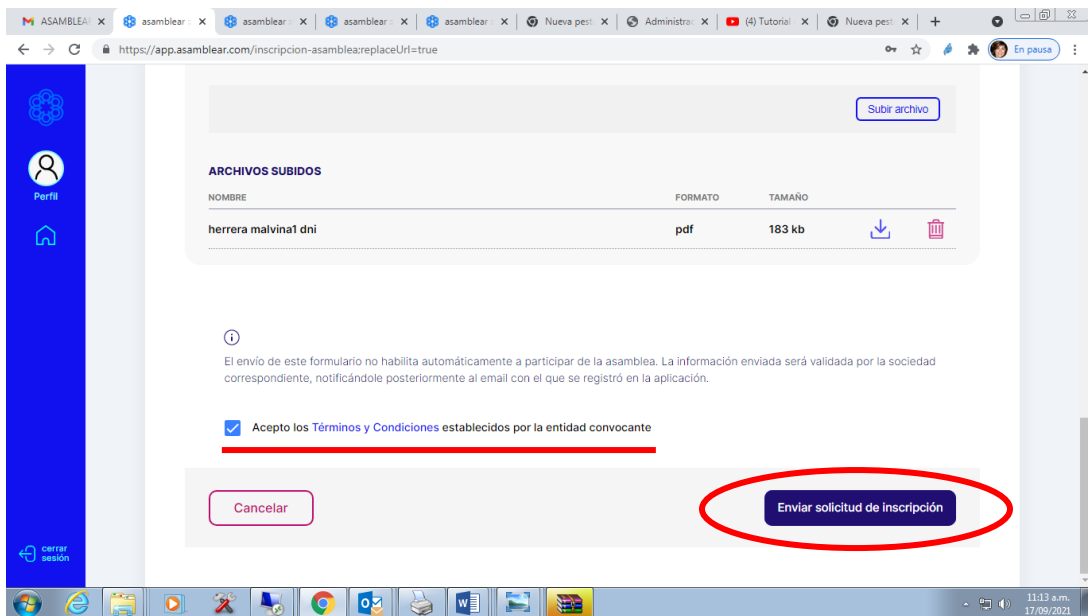 ASAMBLEA
asamblear
asamblear
asamblear
asamblear
Nueva pest
Administrac
(4) Tutorial
Nueva pest
https://app.asamblear.com/inscripcion-asamblea;replaceUrl=true
En pausa
Subir archivo
Perfil
ARCHIVOS SUBIDOS
NOMBRE FORMATO TAMAÑO
herrera malvina1 dni pdf 183 kb
El envío de este formulario no habilita automáticamente a participar de la asamblea. La información enviada será validada por la sociedad
correspondiente, notificándole posteriormente al email con el que se registró en la aplicación.
Acepto los Términos y Condiciones establecidos por la entidad convocante
Cancelar
Enviar solicitud de inscripción
cerrar
sesión
11:13 a.m.
17/09/2021